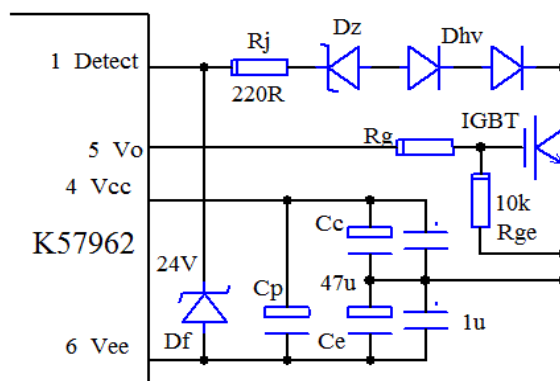 1 Detect
Rj
Dz
Dhv
220R
5 Vo
Rg
IGBT
4 Vcc
10k
Rge
Cc
K57962
24V
Cp
47u
1u
6 Vee
Df
Ce